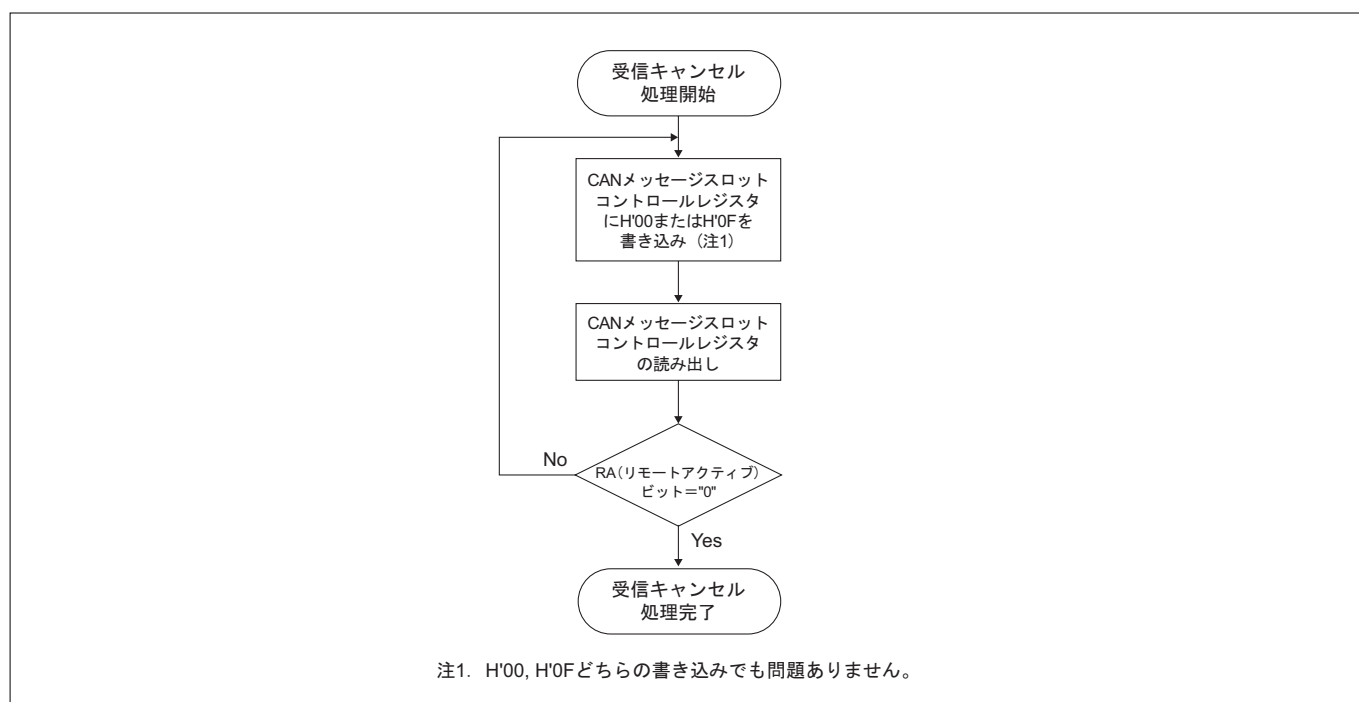 受信キャンセル
処理開始
CANメッセージスロット
コントロールレジスタ
にH'00またはH'0Fを
書き込み（注1）
CANメッセージスロット
コントロールレジスタ
の読み出し
No
RA（リモートアクティブ）
ビット＝"0"
Yes
受信キャンセル
処理完了
注1. H'00, H'0Fどちらの書き込みでも問題ありません。